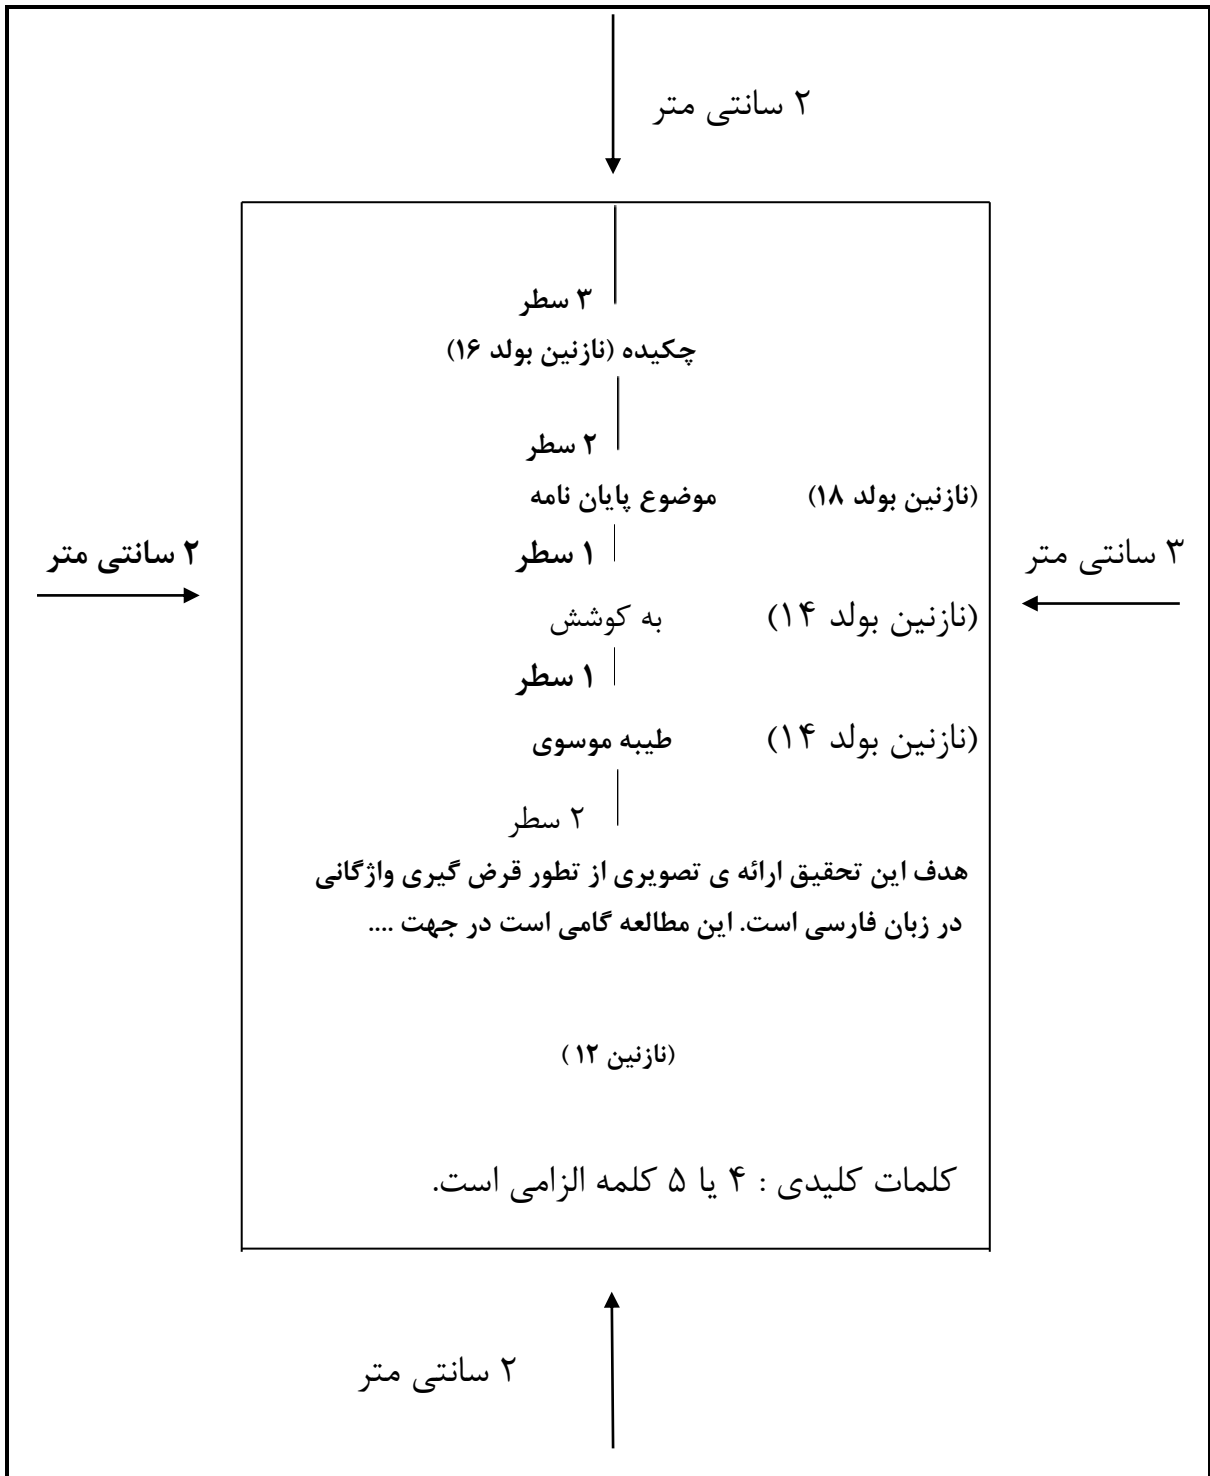 ۲ سانتی متر
۳ سطر
چکیده (نازنین بولد ۱۶)
۲ سطر
(نازنین بولد ۱۸) موضوع پایان نامه
۱ سطر
۳ سانتی متر
۲ سانتی متر
(نازنین بولد ۱۴) به کوشش
۱ سطر
(نازنین بولد ۱۴) طیبه موسوی
۲ سطر
هدف این تحقیق ارائه ی تصویری از تطور قرض گیری واژگانی
در زبان فارسی است. این مطالعه گامی است در جهت ....
(نازنین ۱۲ )
کلمات کلیدی : ۴ یا ۵ کلمه الزامی است.
۲ سانتی متر